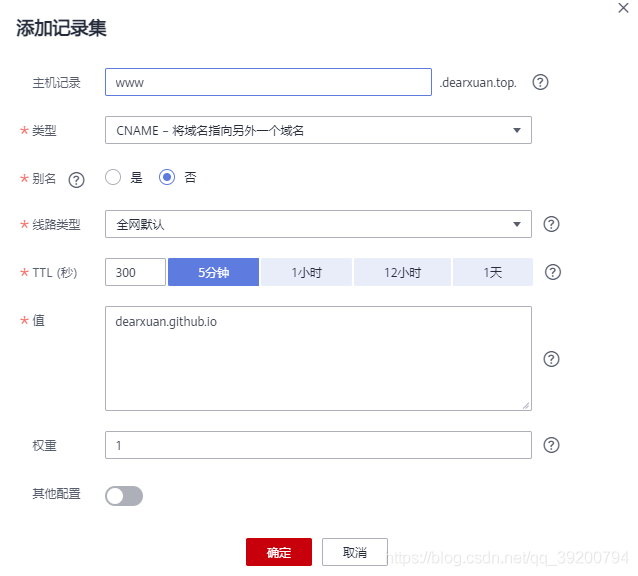 添加记录集
主机记录 www .dearxuan.top.
* 类型 CNAME – 将域名指向另外一个域名
* 别名 是 否
* 线路类型 全网默认
* TTL (秒) 300 5分钟 1小时 12小时 1天
* 值 dearxuan.github.io
权重 1
其他配置
确定 取消
https://blog.csdn.net/qq_39200794